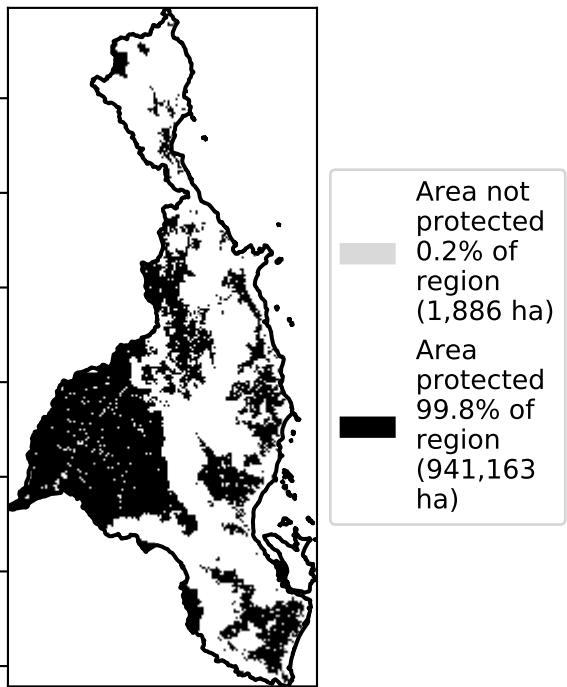 Area not
protected
0.2% of
region
(1,886 ha)
Area
protected
99.8% of
region
(941,163
ha)